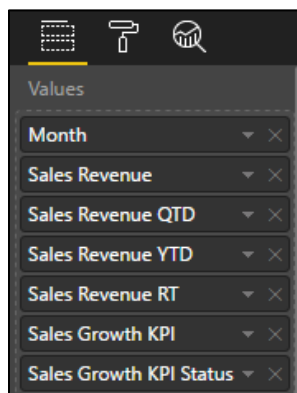 Values
Month
Sales Revenue
Sales Revenue QTD
Sales Revenue YTD
Sales Revenue RT
Sales Growth KPI
Sales Growth KPI Status